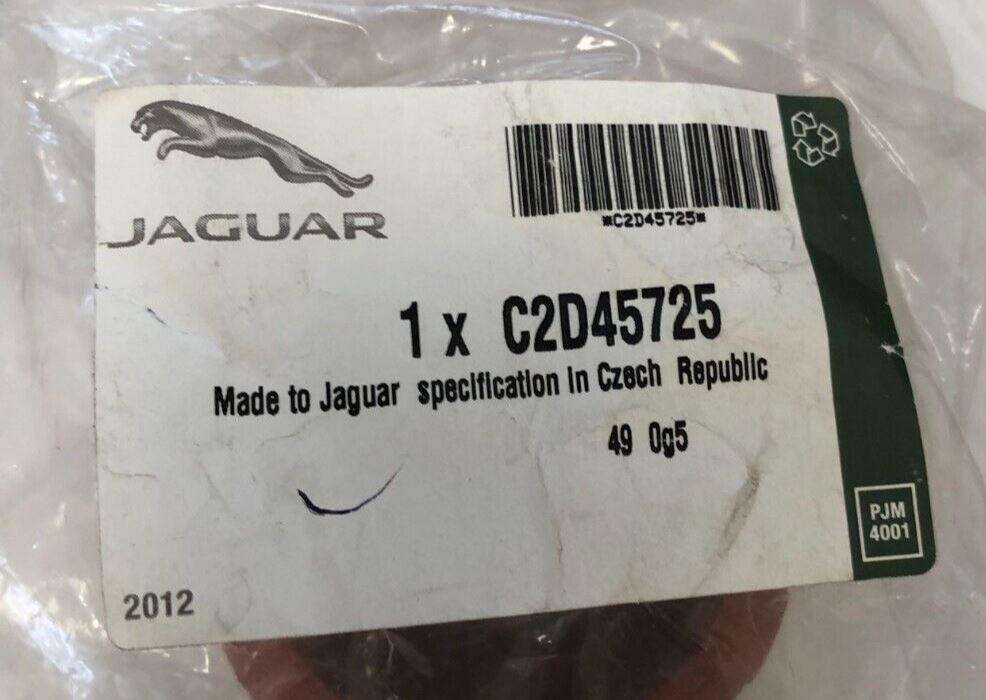 JAGUAR
*C2D45725*
1 x C2D45725
Made to Jaguar specification in Czech Republic
49 0g5
PJM
4001
2012